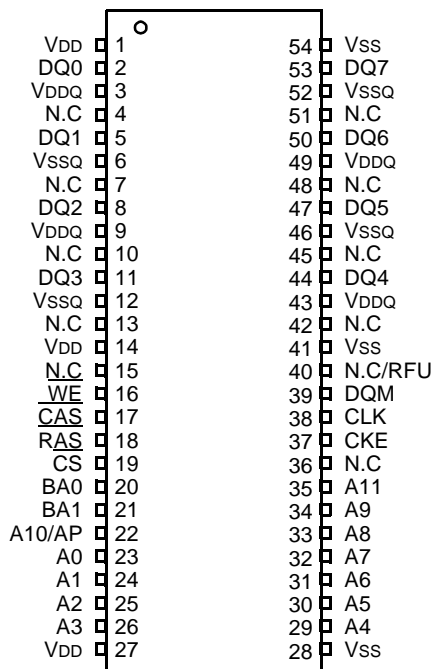 VDD 1 54 VSS
DQ0 2 53 DQ7
VDDQ 3 52 VSSQ
N.C 4 51 N.C
DQ1 5 50 DQ6
VSSQ 6 49 VDDQ
N.C 7 48 N.C
DQ2 8 47 DQ5
VDDQ 9 46 VSSQ
N.C 10 45 N.C
DQ3 11 44 DQ4
VSSQ 12 43 VDDQ
N.C 13 42 N.C
VDD 14 41 VSS
N.C 15 40 N.C/RFU
WE 16 39 DQM
CAS 17 38 CLK
RAS 18 37 CKE
CS 19 36 N.C
BA0 20 35 A11
BA1 21 34 A9
A10/AP 22 33 A8
A0 23 32 A7
A1 24 31 A6
A2 25 30 A5
A3 26 29 A4
VDD 27 28 VSS